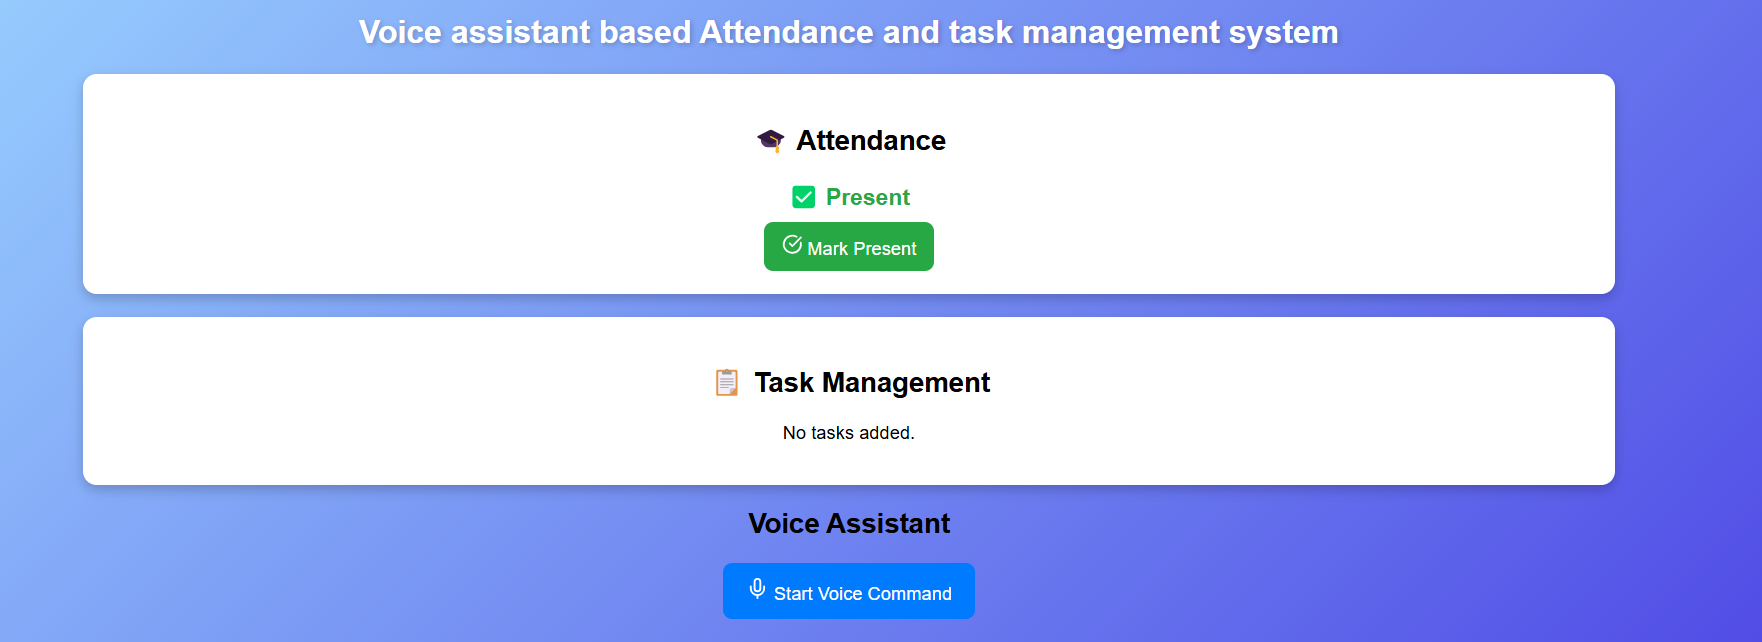 Voice assistant based Attendance and task management system
🎓 Attendance
✅ Present
Mark Present
📋 Task Management
No tasks added.
Voice Assistant
Start Voice Command